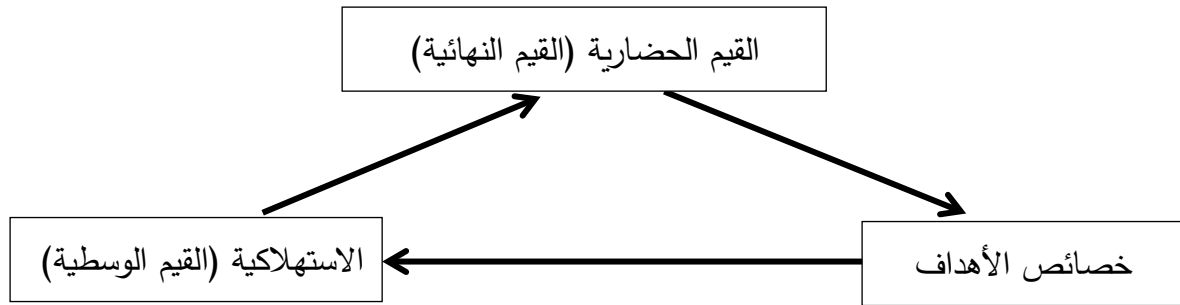 القيم الحضارية (القيم النهائية)
خصائص الأهداف
الاستهلاكية (القيم الوسطية)